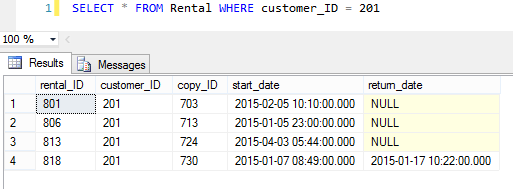 1 SELECT * FROM Rental WHERE customer_ID = 201
100 %
Results Messages
rental_ID customer_ID copy_ID start_date return_date
1 801 201 703 2015-02-05 10:10:00.000 NULL
2 806 201 713 2015-01-05 23:00:00.000 NULL
3 813 201 724 2015-04-03 05:44:00.000 NULL
4 818 201 730 2015-01-07 08:49:00.000 2015-01-17 10:22:00.000